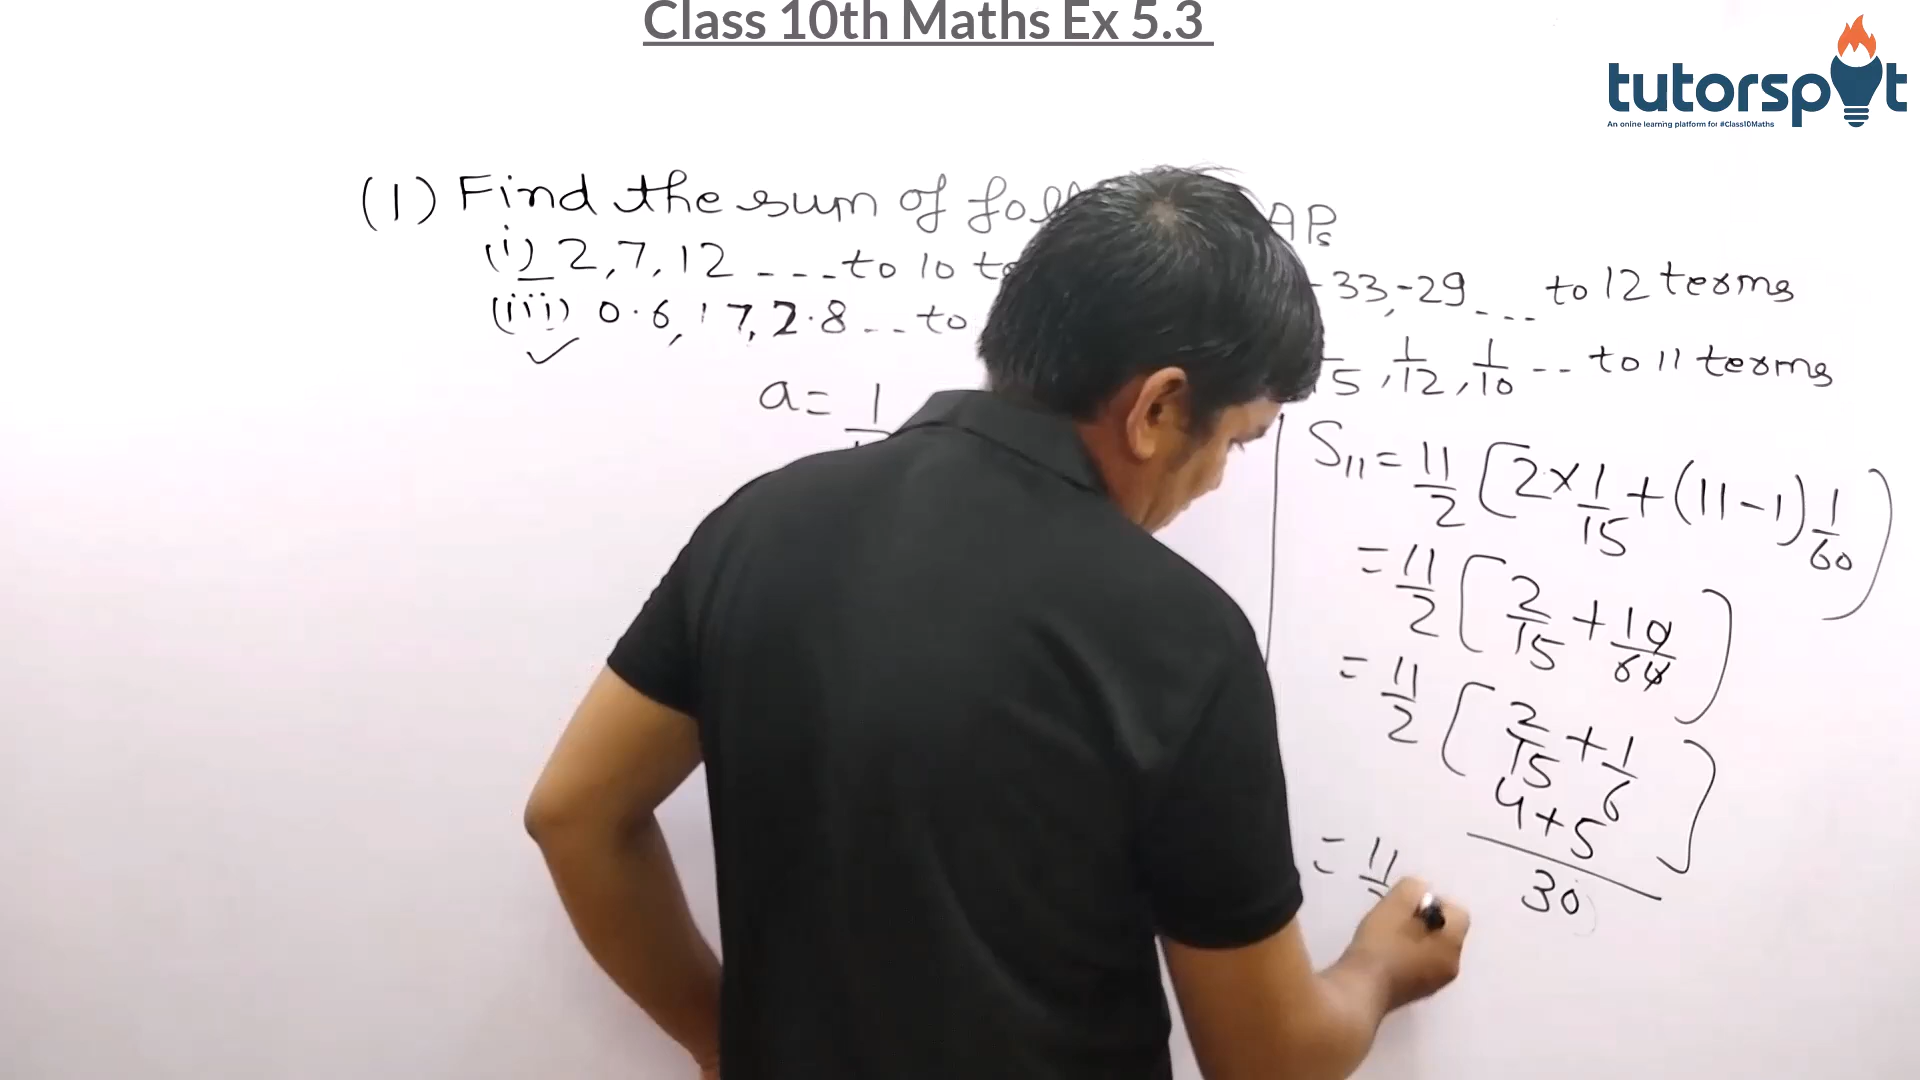 Class 10th Maths Ex 5.3
tutorspot
An online learning platform for #Class10Maths
(1) Find the sum of APs
(i) 2, 7, 12 ---- to 10
-33, -29 ---- to 12 terms
(iii) 0.6, 1 7, 2.8 -- to
5, 1/12, 1/10 -- to 11 terms
a = 1
S11 = 11/2 [2×1/15 + (11-1) 1/60]
= 11/2 [2/15 + 10/60]
= 11/2 [2/15 + 1/6]
4+5
30
= 11